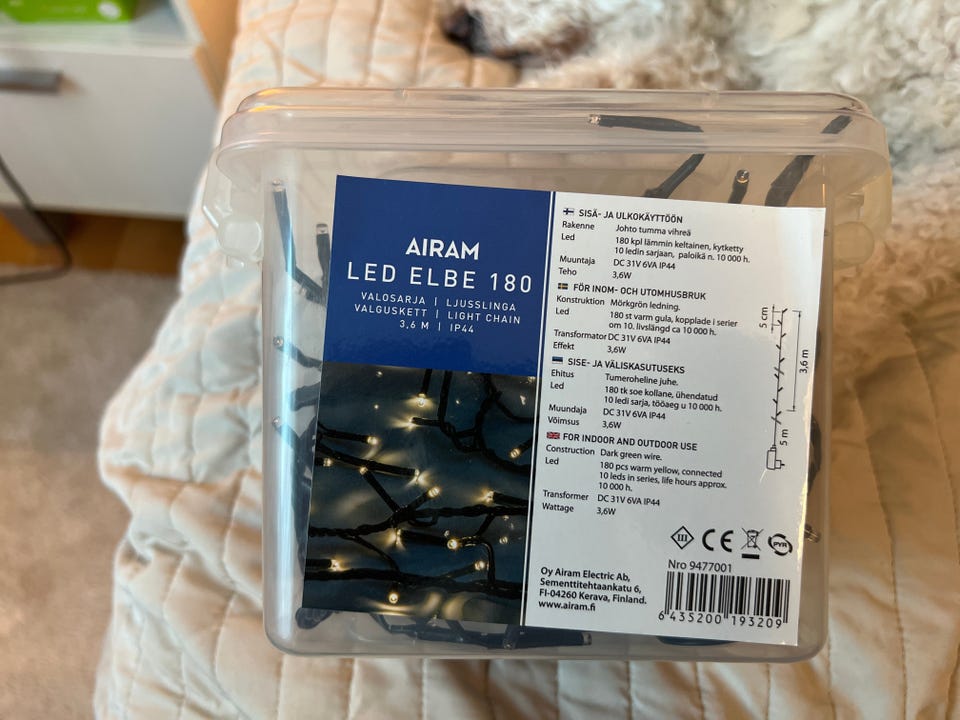 AIRAM
LED ELBE 180
VALOSARJA | LJUSSLINGA
VALGUSKETT | LIGHT CHAIN
3,6 M | IP44
SISÄ- JA ULKOKÄYTTÖÖN
Rakenne Johto tumma vihreä
Led 180 kpl lämmin keltainen, kytketty
10 ledin sarjaan, paloikä n. 10 000 h.
Muuntaja DC 31V 6VA IP44
Teho 3,6W
FÖR INOM- OCH UTOMHUSBRUK
Konstruktion Mörkgrön ledning.
Led 180 st varm gula, kopplade i serier
om 10. livslängd ca 10 000 h.
Transformator DC 31V 6VA IP44
Effekt 3,6W
SISE- JA VÄLISKASUTUSEKS
Ehitus Tumeroheline juhe.
Led 180 tk soe kollane, ühendatud
10 ledi sarja, tööaeg u 10 000 h.
Muundaja DC 31V 6VA IP44
Võimsus 3,6W
FOR INDOOR AND OUTDOOR USE
Construction Dark green wire.
Led 180 pcs warm yellow, connected
10 leds in series, life hours approx.
10 000 h.
Transformer DC 31V 6VA IP44
Wattage 3,6W
5 cm
3,6 m
5 m
III CE PYR
Oy Airam Electric Ab,
Sementtitehtaankatu 6,
FI-04260 Kerava, Finland.
www.airam.fi
Nro 9477001
6 435200 193209